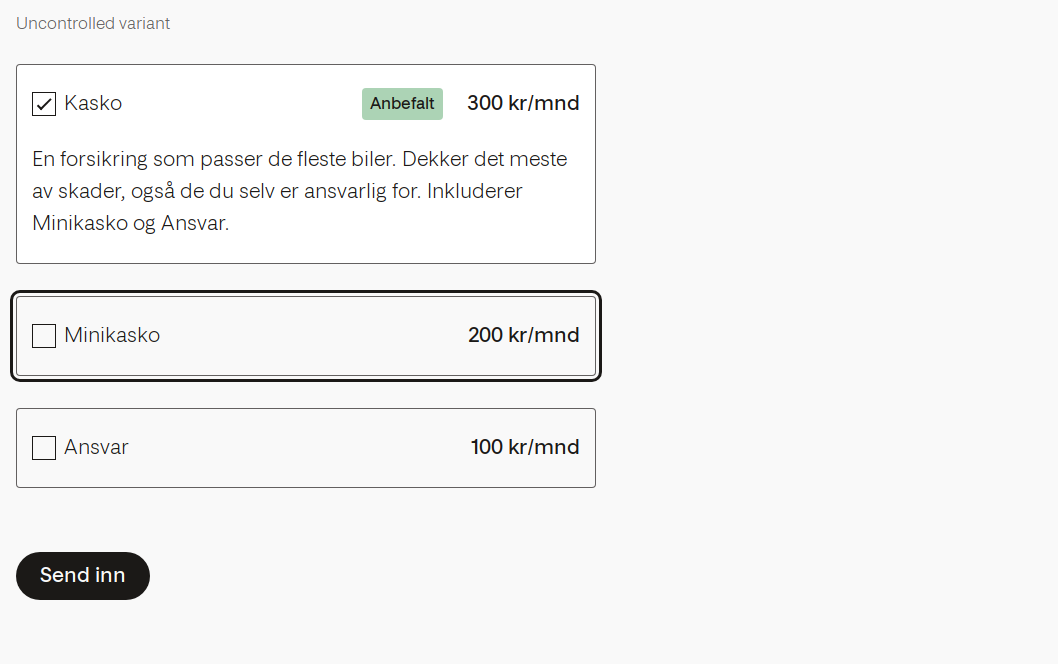 Uncontrolled variant
Kasko Anbefalt 300 kr/mnd
En forsikring som passer de fleste biler. Dekker det meste
av skader, også de du selv er ansvarlig for. Inkluderer
Minikasko og Ansvar.
Minikasko 200 kr/mnd
Ansvar 100 kr/mnd
Send inn